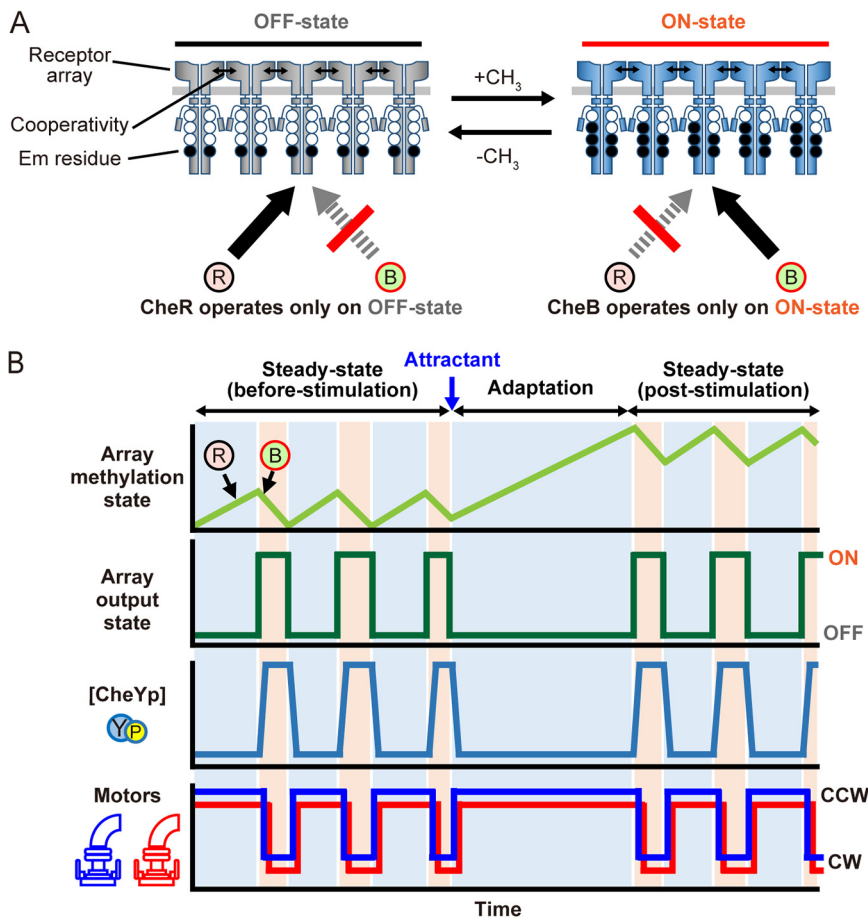 A
OFF-state
ON-state
Receptor
array
Cooperativity
Em residue
+CH3
-CH3
R
B
R
B
CheR operates only on OFF-state
CheB operates only on ON-state
B
Attractant
Steady-state
(before-stimulation)
Adaptation
Steady-state
(post-stimulation)
Array
methylation
state
R
B
Array
output
state
ON
OFF
[CheYp]
Y P
Motors
CCW
CW
Time